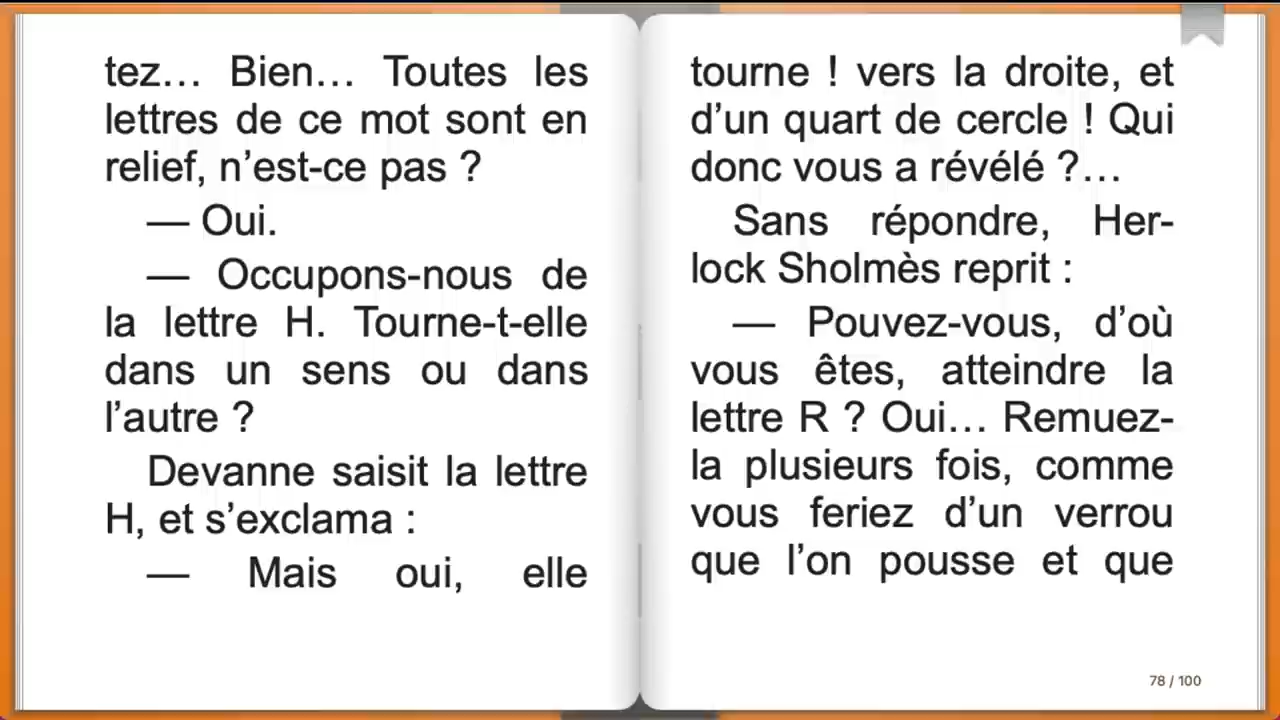 tez… Bien… Toutes les
lettres de ce mot sont en
relief, n’est-ce pas ?
— Oui.
— Occupons-nous de
la lettre H. Tourne-t-elle
dans un sens ou dans
l’autre ?
Devanne saisit la lettre
H, et s’exclama :
— Mais oui, elle
tourne ! vers la droite, et
d’un quart de cercle ! Qui
donc vous a révélé ?…
Sans répondre, Her-
lock Sholmès reprit :
— Pouvez-vous, d’où
vous êtes, atteindre la
lettre R ? Oui… Remuez-
la plusieurs fois, comme
vous feriez d’un verrou
que l’on pousse et que
78 / 100